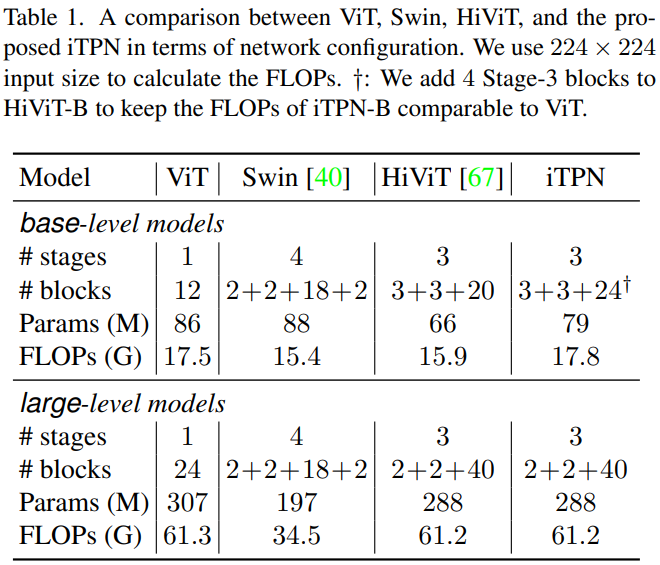 Table 1. A comparison between ViT, Swin, HiViT, and the pro-
posed iTPN in terms of network configuration. We use 224 × 224
input size to calculate the FLOPs. †: We add 4 Stage-3 blocks to
HiViT-B to keep the FLOPs of iTPN-B comparable to ViT.
Model ViT Swin [40] HiViT [67] iTPN
base-level models
# stages 1 4 3 3
# blocks 12 2+2+18+2 3+3+20 3+3+24†
Params (M) 86 88 66 79
FLOPs (G) 17.5 15.4 15.9 17.8
large-level models
# stages 1 4 3 3
# blocks 24 2+2+18+2 2+2+40 2+2+40
Params (M) 307 197 288 288
FLOPs (G) 61.3 34.5 61.2 61.2